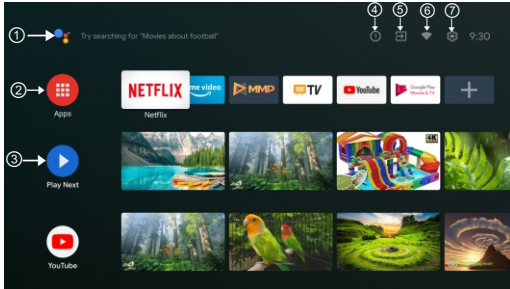 ④ ⑤ ⑥ ⑦
① Try searching for "Movies about football" 9:30
②
Apps
NETFLIX
Netflix
me video
MMP
TV
YouTube
Google Play
Movies & TV
③
Play Next
4K
YouTube